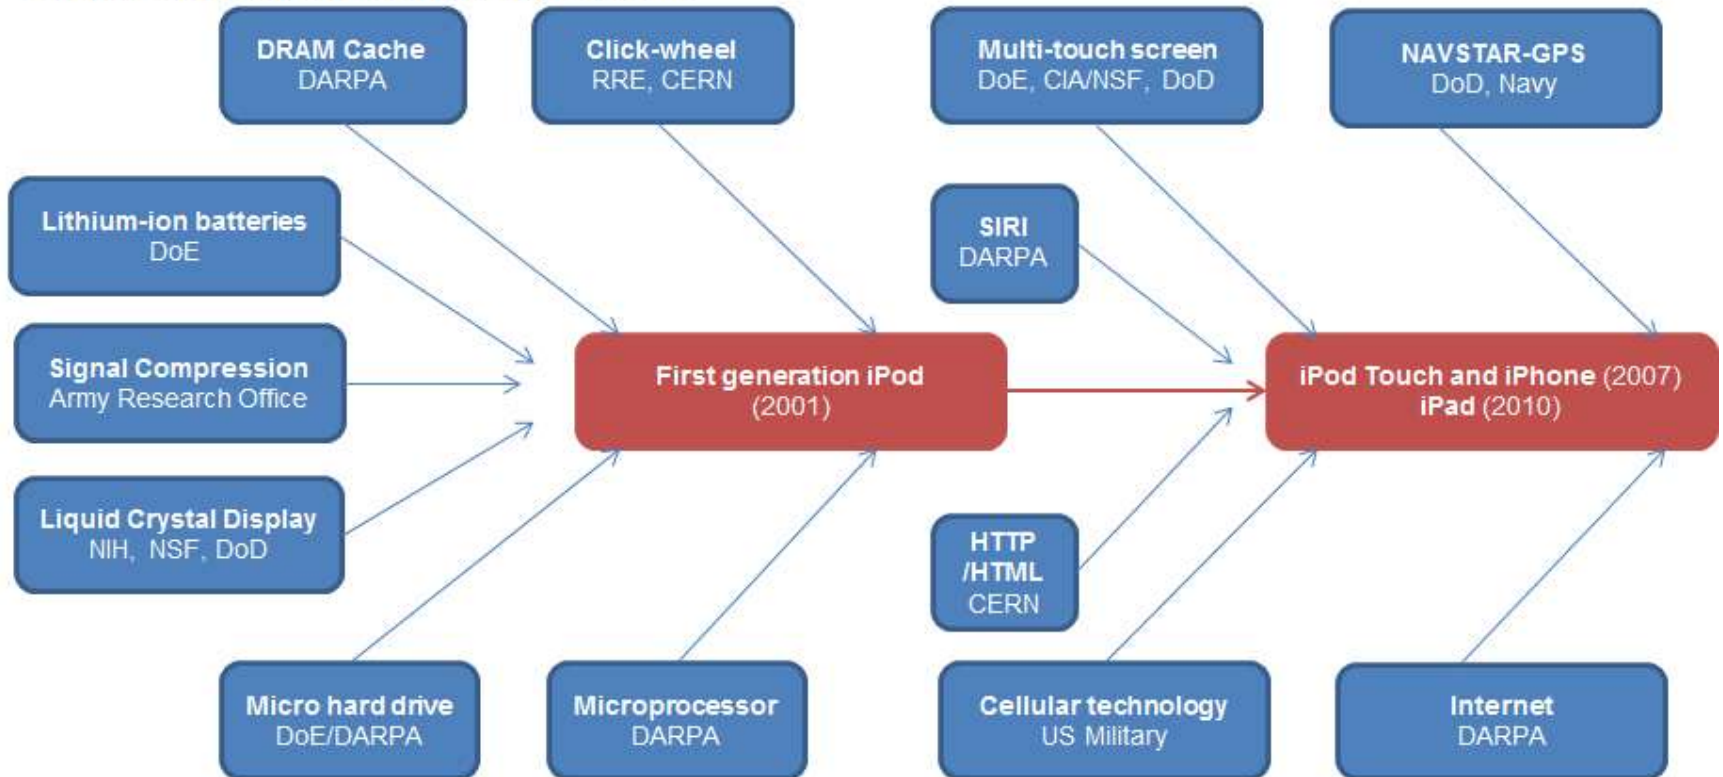 DRAM Cache
DARPA
Click-wheel
RRE, CERN
Multi-touch screen
DoE, CIA/NSF, DoD
NAVSTAR-GPS
DoD, Navy
Lithium-ion batteries
DoE
SIRI
DARPA
Signal Compression
Army Research Office
First generation iPod
(2001)
iPod Touch and iPhone (2007)
iPad (2010)
Liquid Crystal Display
NIH, NSF, DoD
HTTP
/HTML
CERN
Micro hard drive
DoE/DARPA
Microprocessor
DARPA
Cellular technology
US Military
Internet
DARPA